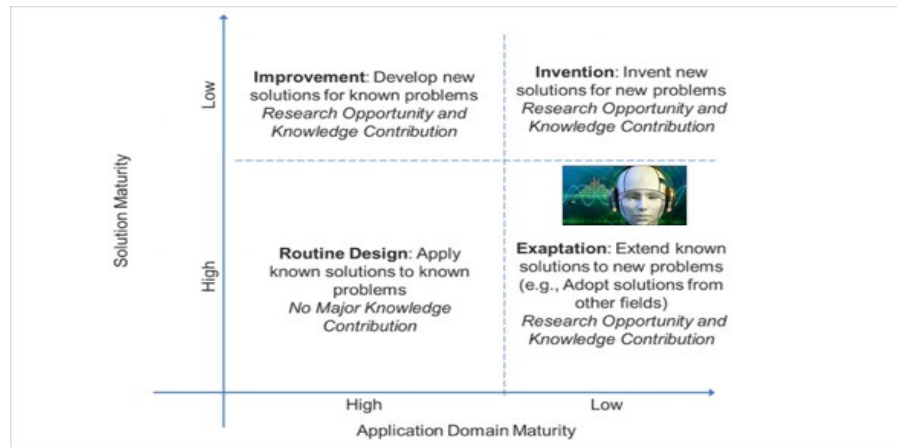 Improvement: Develop new
solutions for known problems
Research Opportunity and
Knowledge Contribution
Invention: Invent new
solutions for new problems
Research Opportunity and
Knowledge Contribution
Low
Solution Maturity
High
Routine Design: Apply
known solutions to known
problems
No Major Knowledge
Contribution
Exaptation: Extend known
solutions to new problems
(e.g., Adopt solutions from
other fields)
Research Opportunity and
Knowledge Contribution
High
Low
Application Domain Maturity